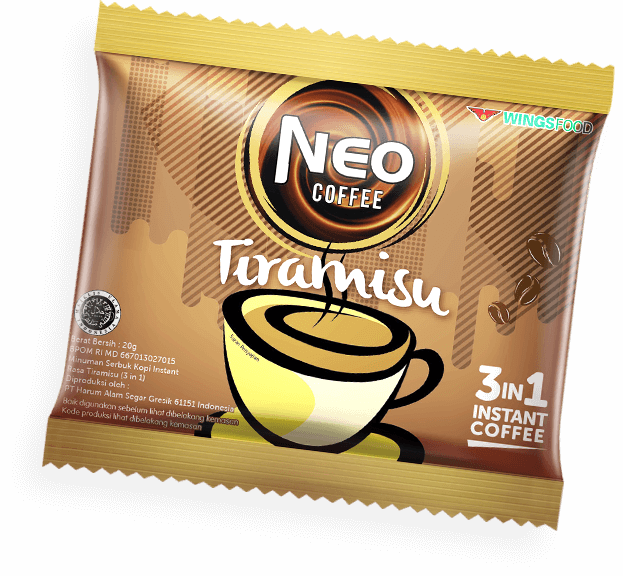 WINGSFOOD
NEO
COFFEE
Tiramisu
Saran Penyajian
Berat Bersih : 20g
BPOM RI MD 667013027015
Minuman Serbuk Kopi Instant
Rasa Tiramisu (3 in 1)
Diproduksi oleh :
PT Harum Alam Segar Gresik 61151 Indonesia
Baik digunakan sebelum lihat dibelakang kemasan
Kode produksi lihat dibelakang kemasan
3IN1
INSTANT
COFFEE